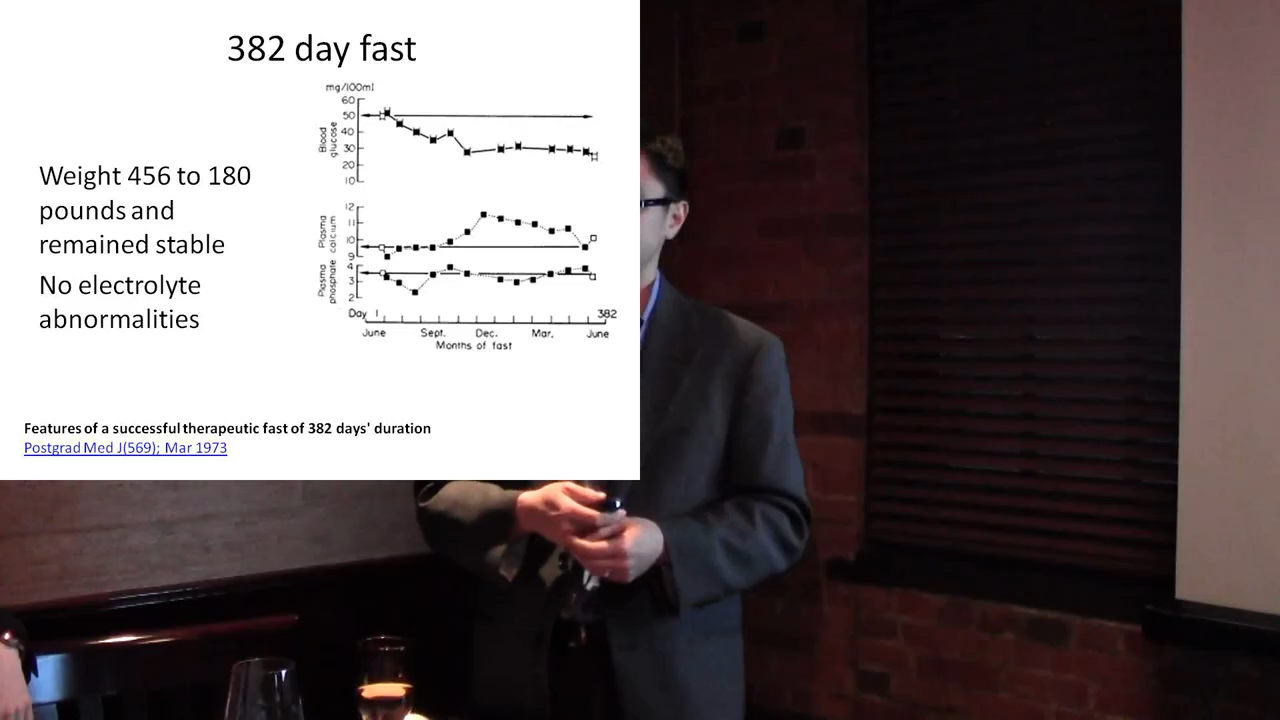 382 day fast
Weight 456 to 180
pounds and
remained stable
No electrolyte
abnormalities
mg/100ml
60
50
40
30
20
10
Blood
glucose
12
11
10
9
Plasma
calcium
4
3
2
Plasma
phosphate
Day 1 382
June Sept. Dec. Mar. June
Months of fast
Features of a successful therapeutic fast of 382 days' duration
Postgrad Med J(569); Mar 1973